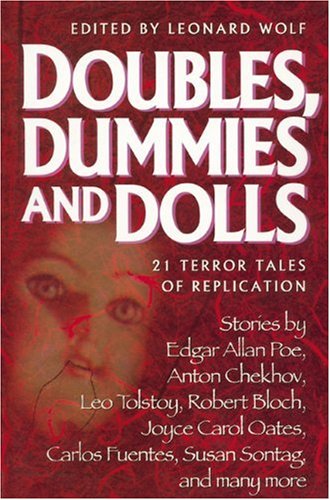 EDITED BY LEONARD WOLF
DOUBLES,
DUMMIES
AND DOLLS
21 TERROR TALES
OF REPLICATION
Stories by
Edgar Allan Poe,
Anton Chekhov,
Leo Tolstoy, Robert Bloch,
Joyce Carol Oates,
Carlos Fuentes, Susan Sontag,
and many more